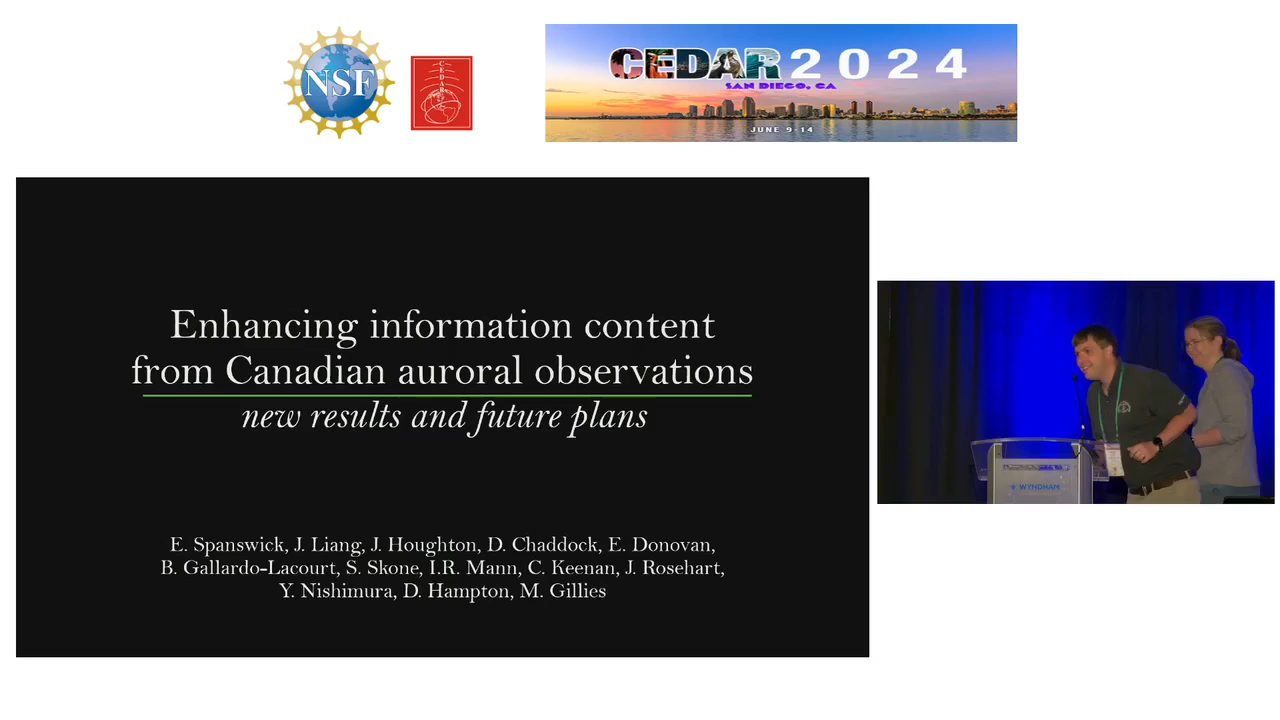 NSF
CEDAR
CEDAR 2024
SAN DIEGO, CA
JUNE 9-14
Enhancing information content
from Canadian auroral observations
new results and future plans
E. Spanswick, J. Liang, J. Houghton, D. Chaddock, E. Donovan,
B. Gallardo-Lacourt, S. Skone, I.R. Mann, C. Keenan, J. Rosehart,
Y. Nishimura, D. Hampton, M. Gillies
WYNDHAM